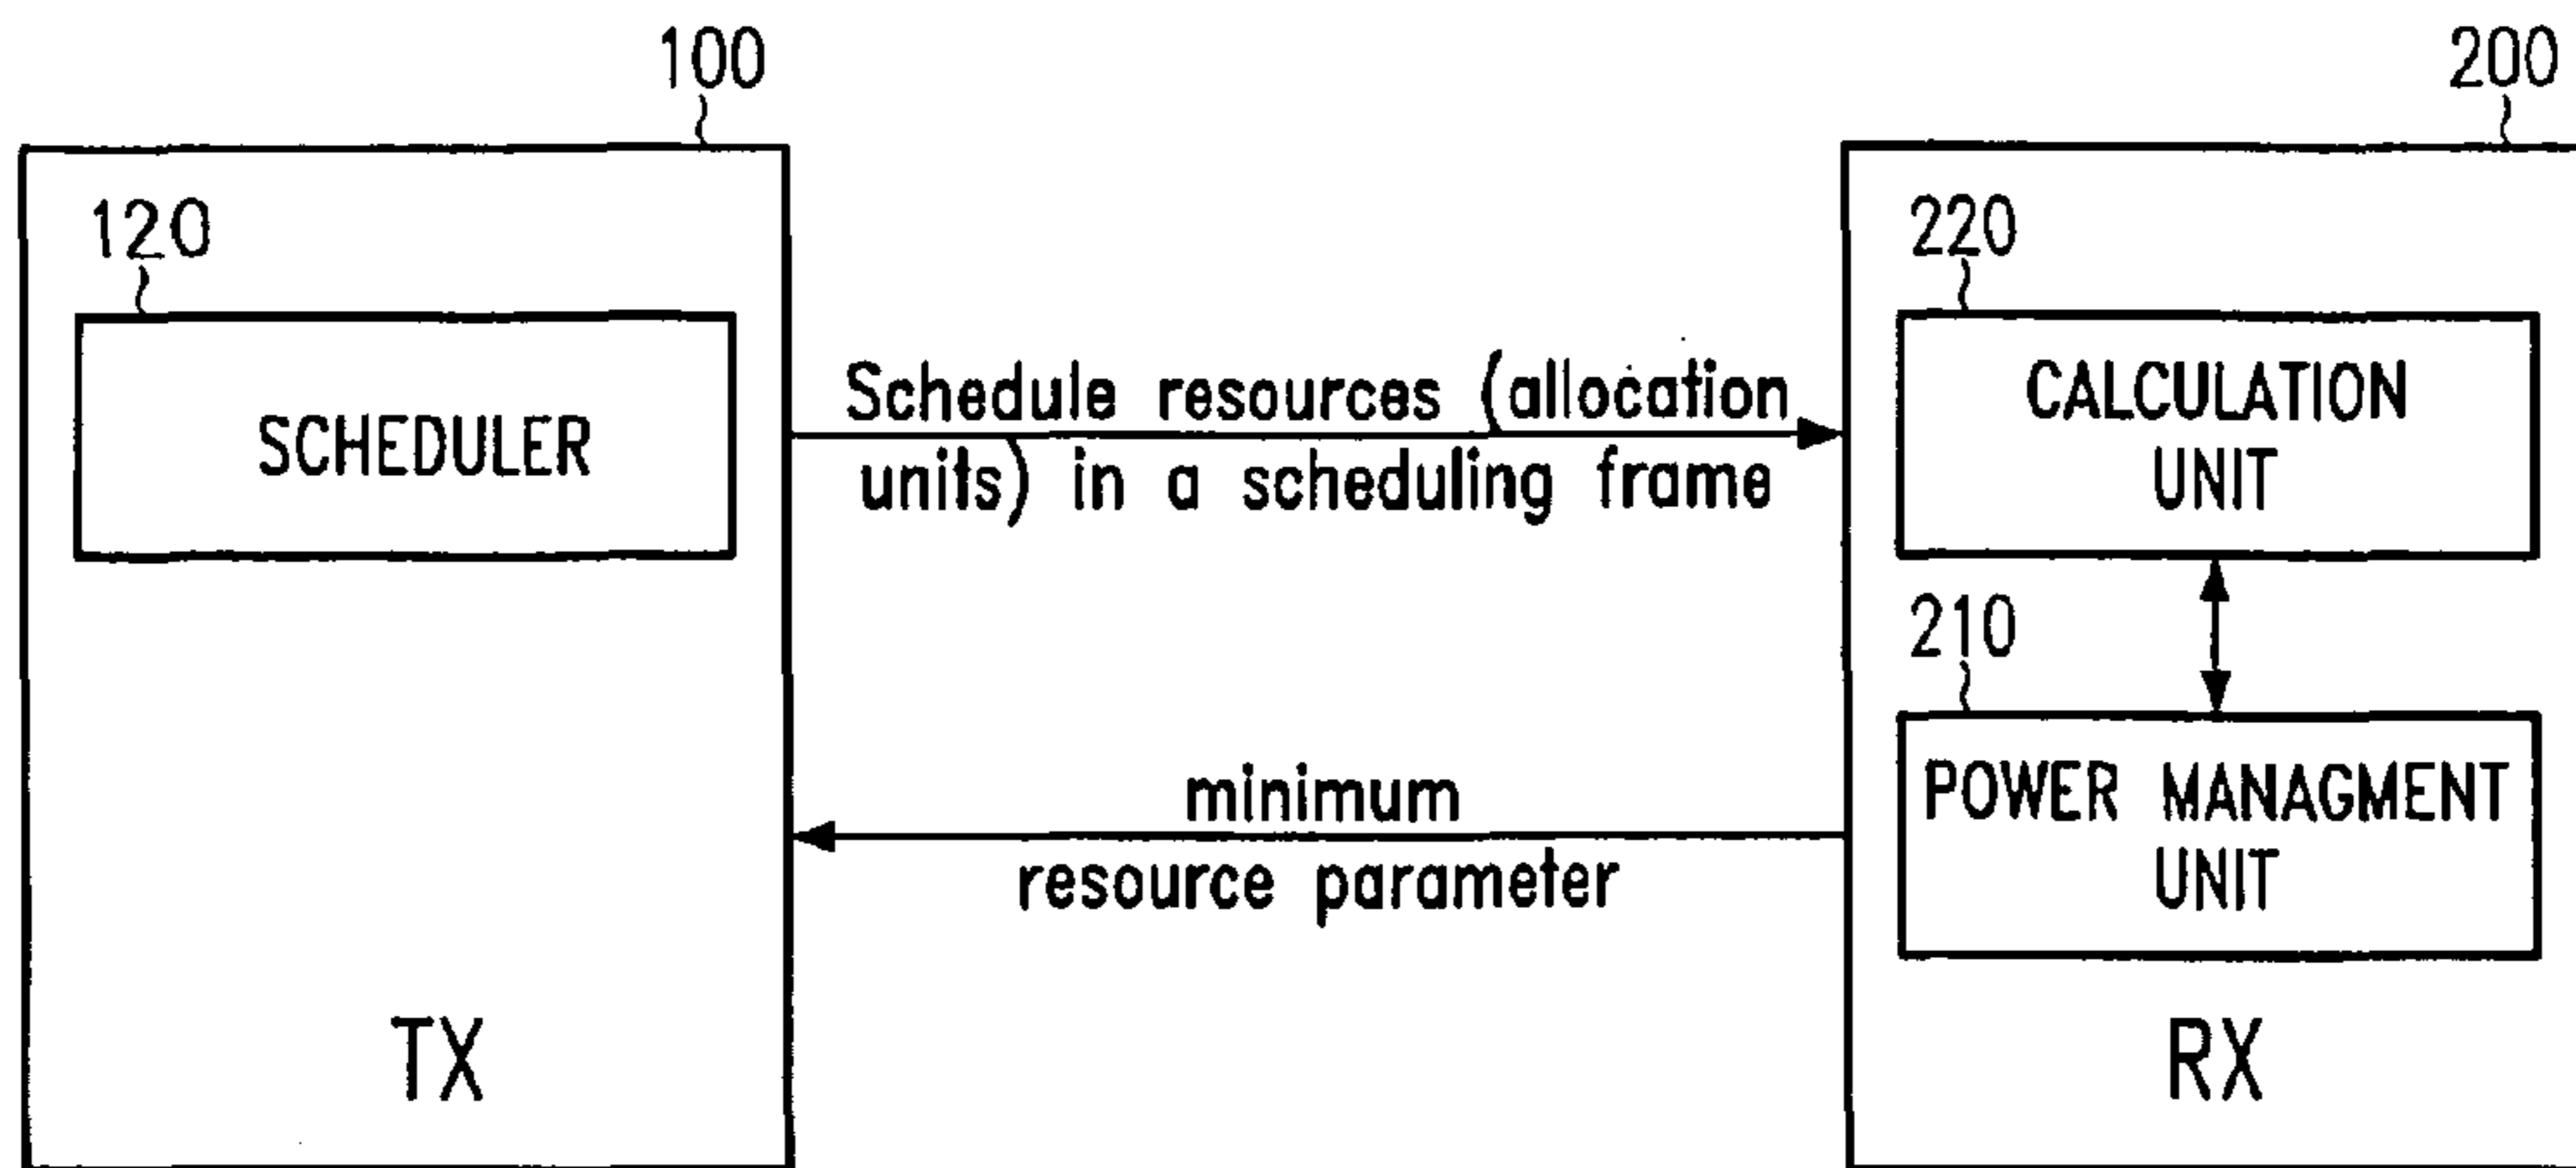 100
200
120
220
SCHEDULER
Schedule resources (allocation
units) in a scheduling frame
CALCULATION
UNIT
210
minimum
resource parameter
POWER MANAGMENT
UNIT
TX
RX